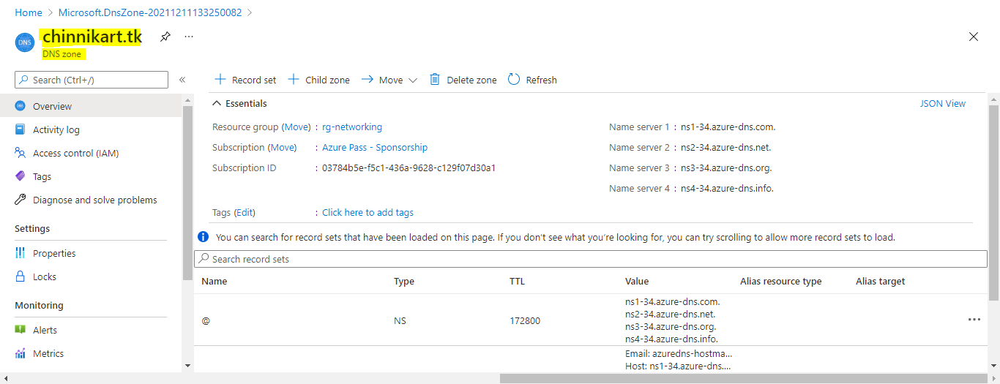 Home > Microsoft.DnsZone-20211211133250082 >
DNS
chinnikart.tk
...
DNS zone
Search (Ctrl+/)
«
Overview
Activity log
Access control (IAM)
Tags
Diagnose and solve problems
Settings
Properties
Locks
Monitoring
Alerts
Metrics
+ Record set + Child zone → Move Delete zone Refresh
Essentials
JSON View
Resource group (Move) : rg-networking
Subscription (Move) : Azure Pass - Sponsorship
Subscription ID : 03784b5e-f5c1-436a-9628-c129f07d30a1
Name server 1 : ns1-34.azure-dns.com.
Name server 2 : ns2-34.azure-dns.net.
Name server 3 : ns3-34.azure-dns.org.
Name server 4 : ns4-34.azure-dns.info.
Tags (Edit) : Click here to add tags
You can search for record sets that have been loaded on this page. If you don't see what you're looking for, you can try scrolling to allow more record sets to load.
Search record sets
Name Type TTL Value Alias resource type Alias target
@ NS 172800
ns1-34.azure-dns.com.
ns2-34.azure-dns.net.
ns3-34.azure-dns.org.
ns4-34.azure-dns.info.
...
Email: azuredns-hostma...
Host: ns1-34.azure-dns....